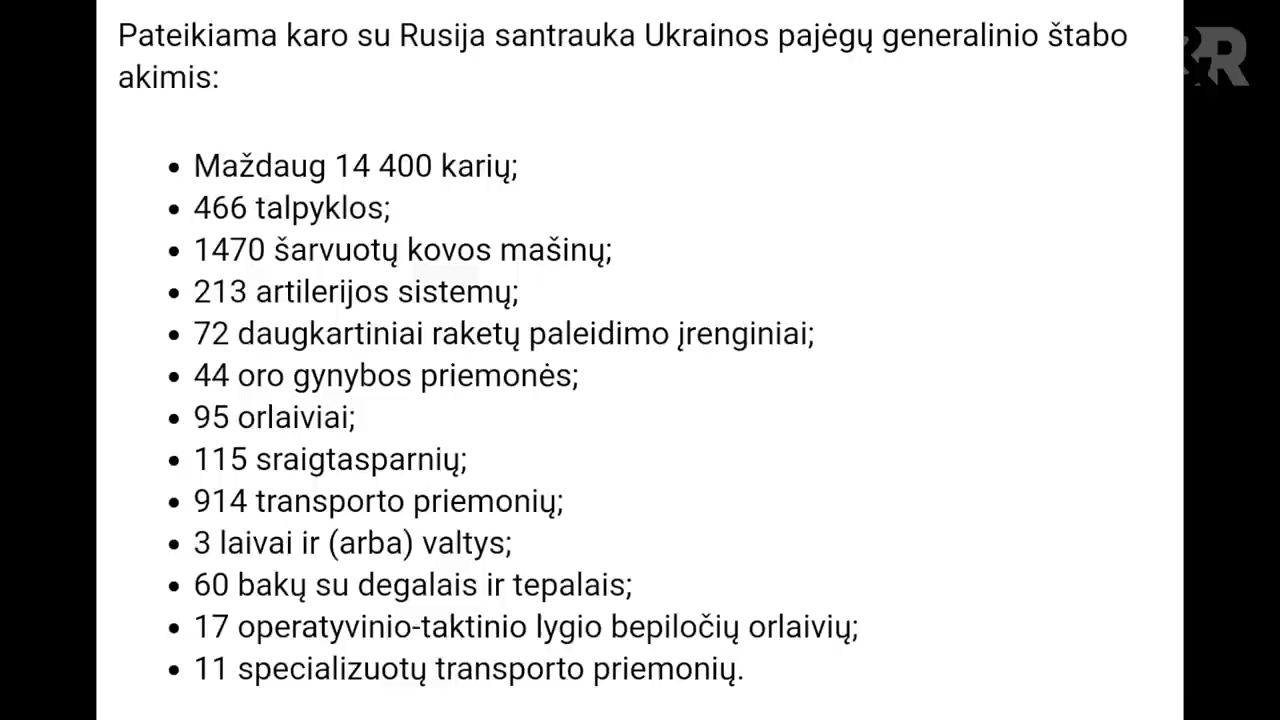 Pateikiama karo su Rusija santrauka Ukrainos pajėgų generalinio štabo
akimis:
• Maždaug 14 400 karių;
• 466 talpyklos;
• 1470 šarvuotų kovos mašinų;
• 213 artilerijos sistemų;
• 72 daugkartiniai raketų paleidimo įrenginiai;
• 44 oro gynybos priemonės;
• 95 orlaiviai;
• 115 sraigtasparnių;
• 914 transporto priemonių;
• 3 laivai ir (arba) valtys;
• 60 bakų su degalais ir tepalais;
• 17 operatyvinio-taktinio lygio bepiločių orlaivių;
• 11 specializuotų transporto priemonių.